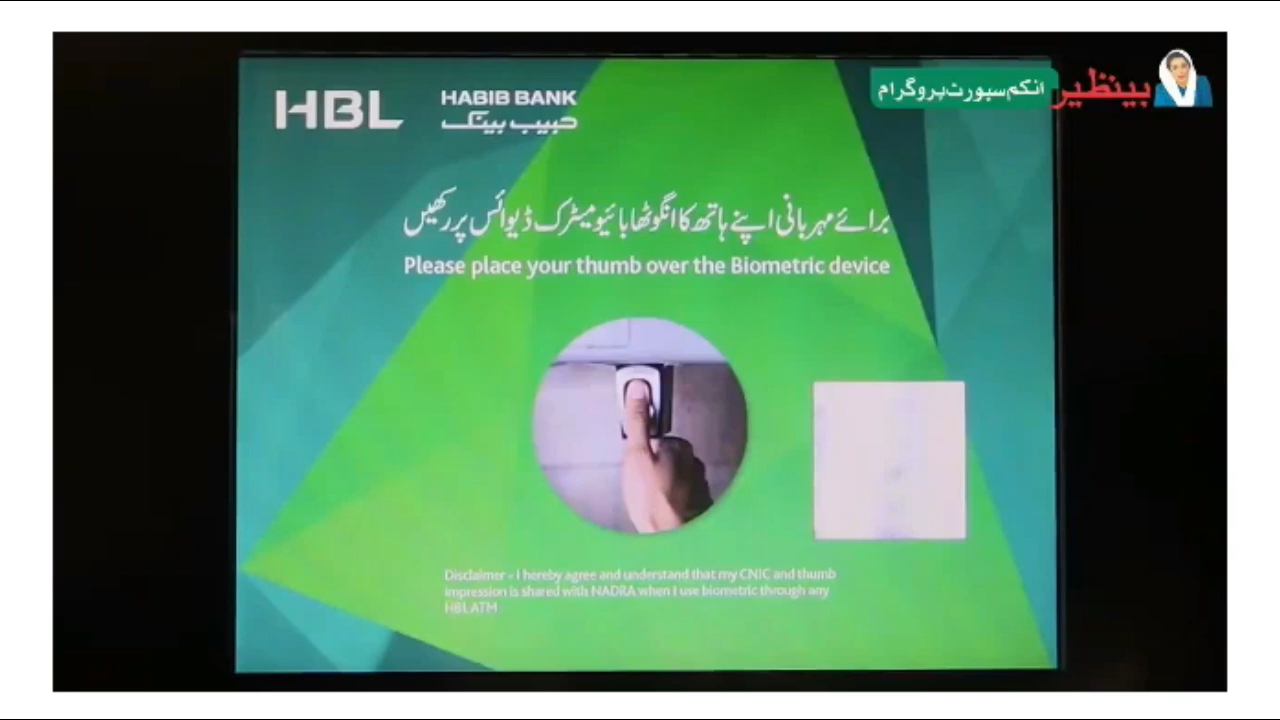 HBL
HABIB BANK
حبیب بینک
انکم سپورٹ پروگرام
بینظیر
برائے مہربانی اپنے ہاتھ کا انگوٹھا بائیو میٹرک ڈیوائس پر رکھیں
Please place your thumb over the Biometric device
Disclaimer - I hereby agree and understand that my CNIC and thumb
impression is shared with NADRA when I use biometric through any
HBL ATM